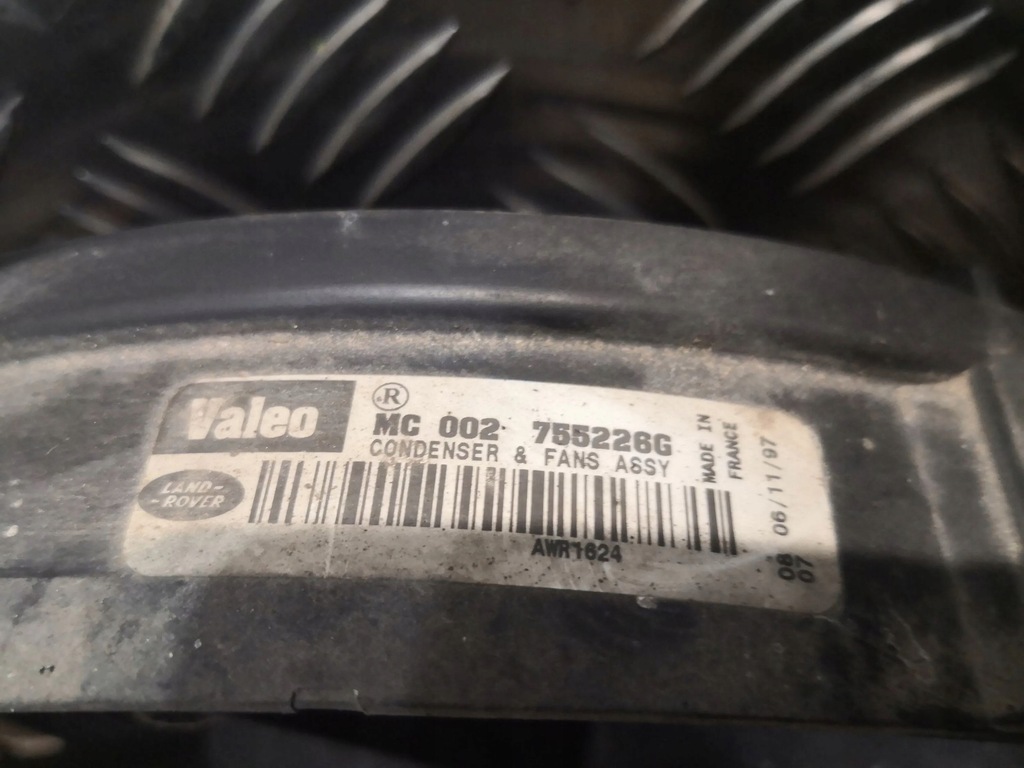 Valeo ®
MC 002 755226G
CONDENSER & FANS ASSY
LAND-
-ROVER
AWR1624
MADE IN
FRANCE
06/11/97
08
07